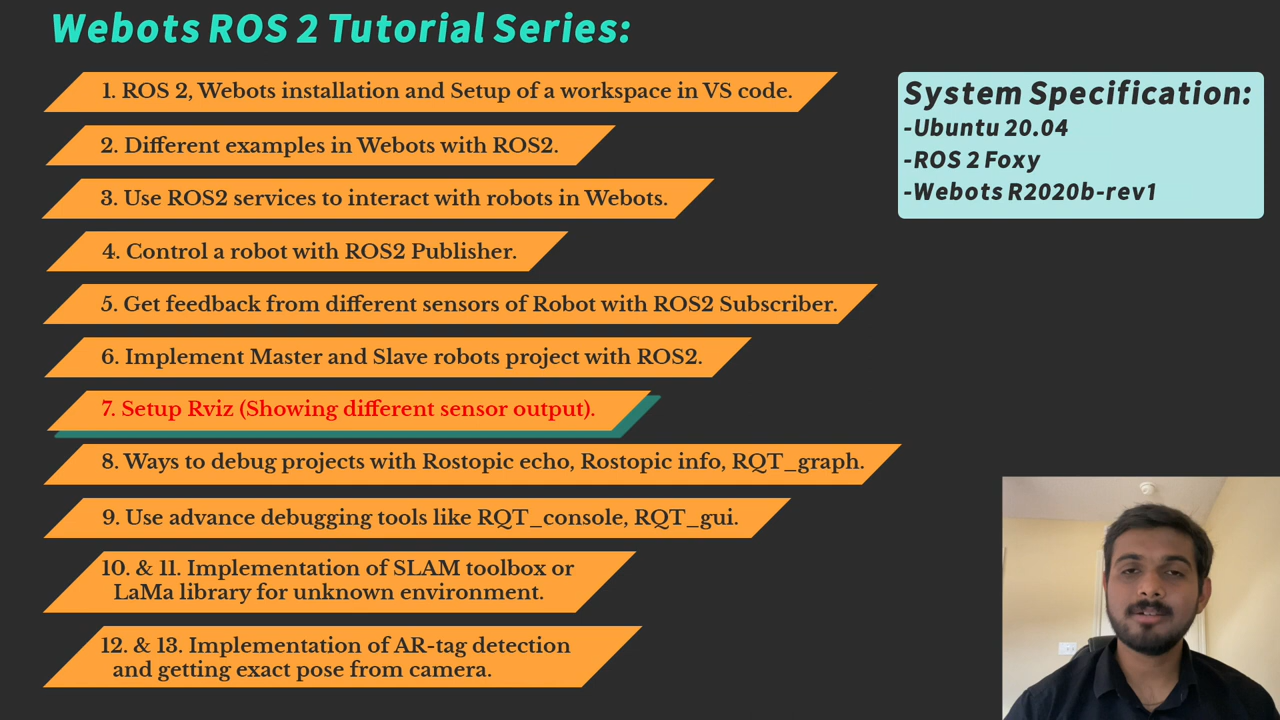 Webots ROS 2 Tutorial Series:
1. ROS 2, Webots installation and Setup of a workspace in VS code.
2. Different examples in Webots with ROS2.
3. Use ROS2 services to interact with robots in Webots.
4. Control a robot with ROS2 Publisher.
5. Get feedback from different sensors of Robot with ROS2 Subscriber.
6. Implement Master and Slave robots project with ROS2.
7. Setup Rviz (Showing different sensor output).
8. Ways to debug projects with Rostopic echo, Rostopic info, RQT_graph.
9. Use advance debugging tools like RQT_console, RQT_gui.
10. & 11. Implementation of SLAM toolbox or
LaMa library for unknown environment.
12. & 13. Implementation of AR-tag detection
and getting exact pose from camera.
System Specification:
-Ubuntu 20.04
-ROS 2 Foxy
-Webots R2020b-rev1